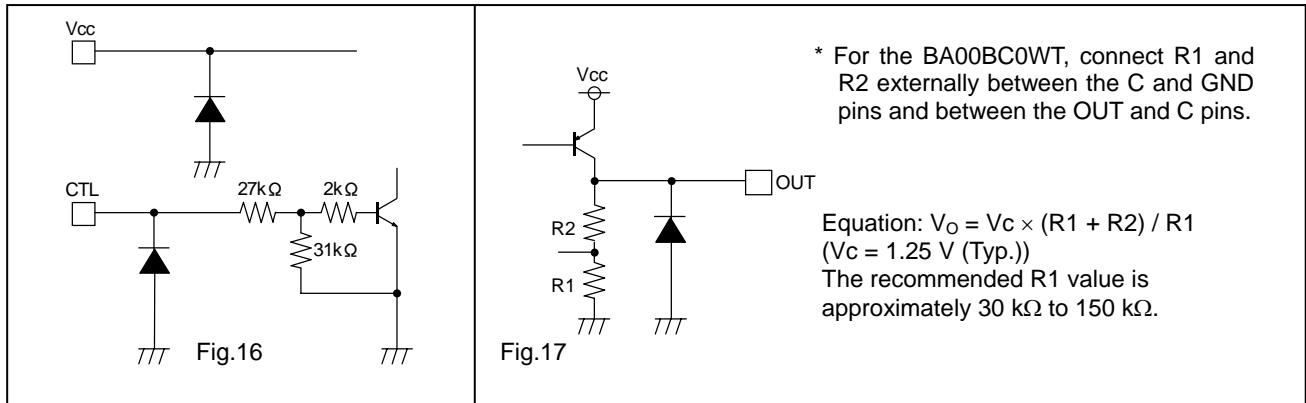 Vcc
CTL
27kΩ
2kΩ
31kΩ
Fig.16
Vcc
OUT
R2
R1
Fig.17
* For the BA00BC0WT, connect R1 and
R2 externally between the C and GND
pins and between the OUT and C pins.
Equation: VO = Vc × (R1 + R2) / R1
(Vc = 1.25 V (Typ.))
The recommended R1 value is
approximately 30 kΩ to 150 kΩ.